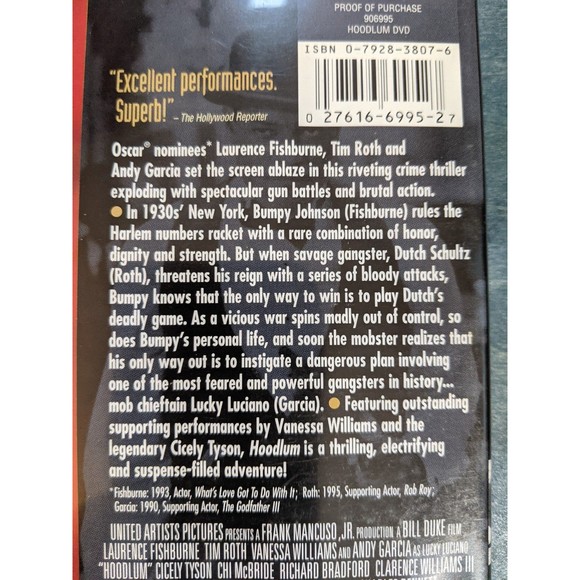 PROOF OF PURCHASE
906995
HOODLUM DVD
ISBN 0-7928-3807-6
0 27616-6995-2 7
"Excellent performances.
Superb!" – The Hollywood Reporter
Oscar® nominees* Laurence Fishburne, Tim Roth and
Andy Garcia set the screen ablaze in this riveting crime thriller
exploding with spectacular gun battles and brutal action.
● In 1930s' New York, Bumpy Johnson (Fishburne) rules the
Harlem numbers racket with a rare combination of honor,
dignity and strength. But when savage gangster, Dutch Schultz
(Roth), threatens his reign with a series of bloody attacks,
Bumpy knows that the only way to win is to play Dutch's
deadly game. As a vicious war spins madly out of control, so
does Bumpy's personal life, and soon the mobster realizes that
his only way out is to instigate a dangerous plan involving
one of the most feared and powerful gangsters in history...
mob chieftain Lucky Luciano (Garcia). ● Featuring outstanding
supporting performances by Vanessa Williams and the
legendary Cicely Tyson, Hoodlum is a thrilling, electrifying
and suspense-filled adventure!
*Fishburne: 1993, Actor, What's Love Got To Do With It; Roth: 1995, Supporting Actor, Rob Roy;
Garcia: 1990, Supporting Actor, The Godfather III
UNITED ARTISTS PICTURES PRESENTS A FRANK MANCUSO, JR. PRODUCTION A BILL DUKE FILM
LAURENCE FISHBURNE TIM ROTH VANESSA WILLIAMS AND ANDY GARCIA AS LUCKY LUCIANO
"HOODLUM" CICELY TYSON CHI McBRIDE RICHARD BRADFORD CLARENCE WILLIAMS III